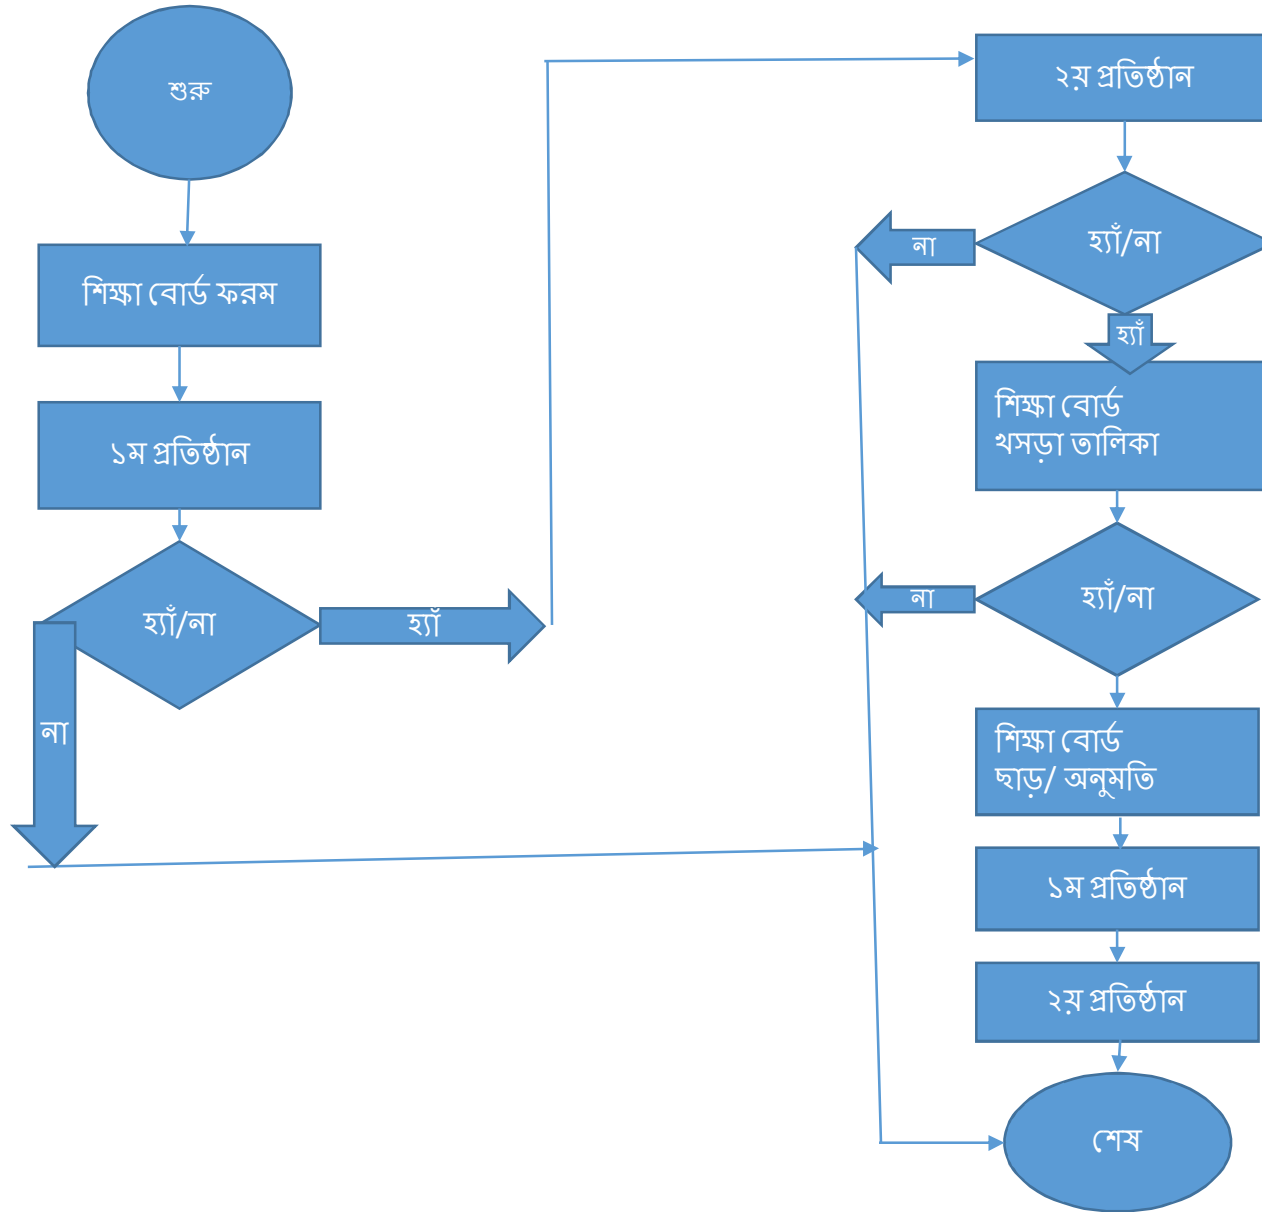 শুরু
শিক্ষা বোর্ড ফরম
১ম প্রতিষ্ঠান
হ্যাঁ/না
হ্যাঁ
না
২য় প্রতিষ্ঠান
হ্যাঁ/না
না
হ্যাঁ
শিক্ষা বোর্ড
খসড়া তালিকা
হ্যাঁ/না
না
শিক্ষা বোর্ড
ছাড়/ অনুমতি
১ম প্রতিষ্ঠান
২য় প্রতিষ্ঠান
শেষ